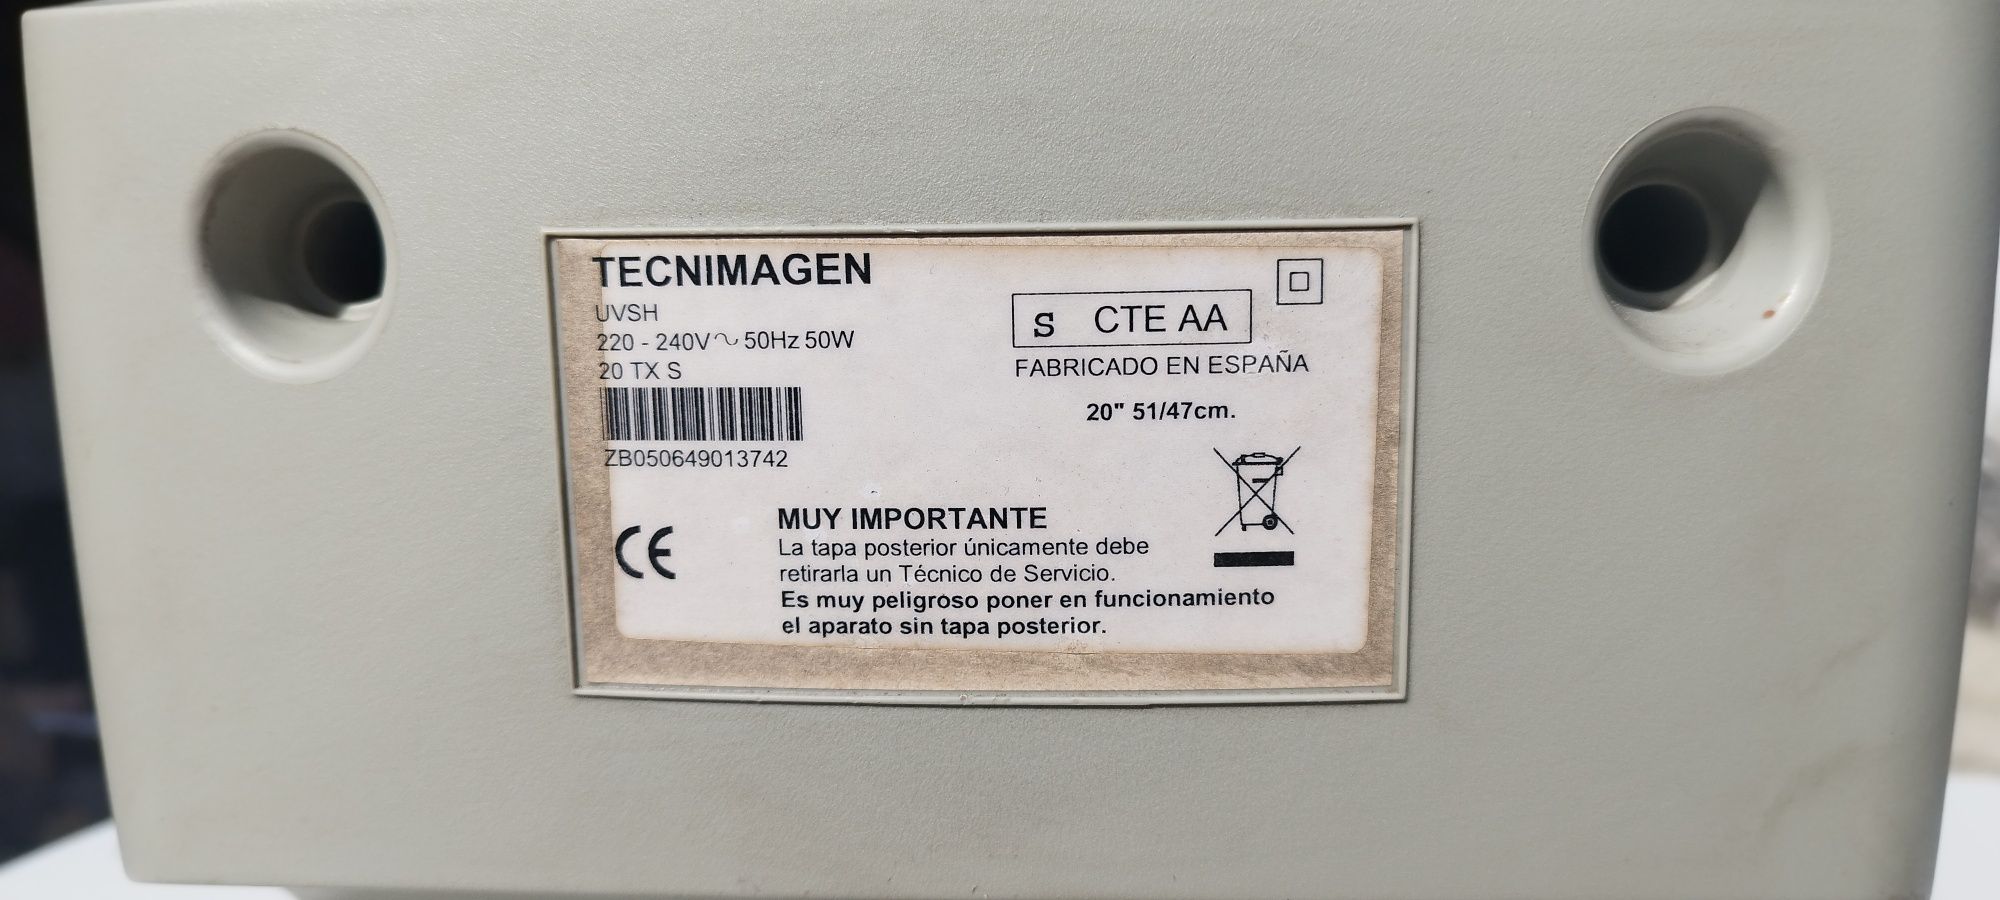 TECNIMAGEN
UVSH
220 - 240V~ 50Hz 50W
20 TX S
ZB050649013742
S CTE AA
FABRICADO EN ESPAÑA
20" 51/47cm.
CE
MUY IMPORTANTE
La tapa posterior únicamente debe
retirarla un Técnico de Servicio.
Es muy peligroso poner en funcionamiento
el aparato sin tapa posterior.